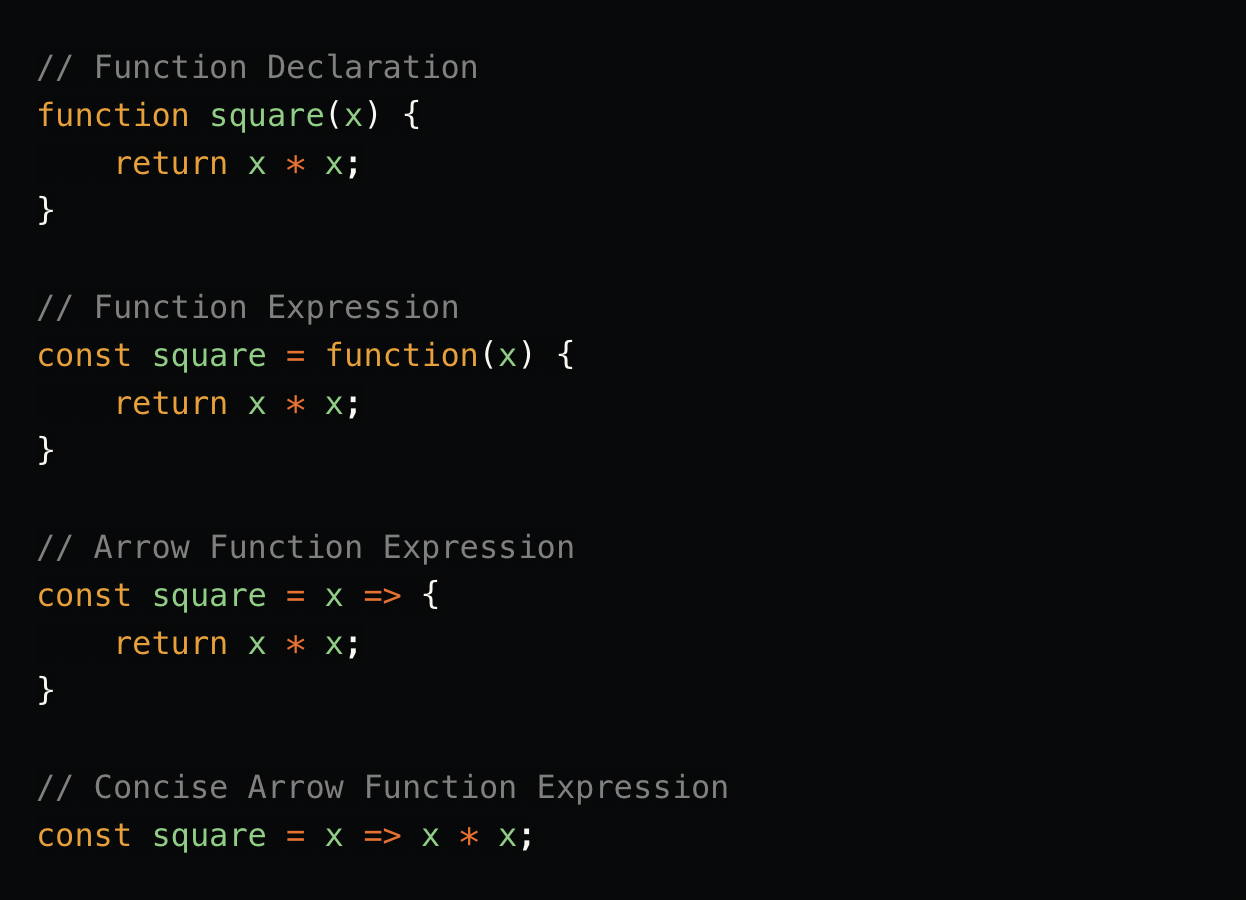 // Function Declaration
function square(x) {
    return x * x;
}

// Function Expression
const square = function(x) {
    return x * x;
}

// Arrow Function Expression
const square = x => {
    return x * x;
}

// Concise Arrow Function Expression
const square = x => x * x;